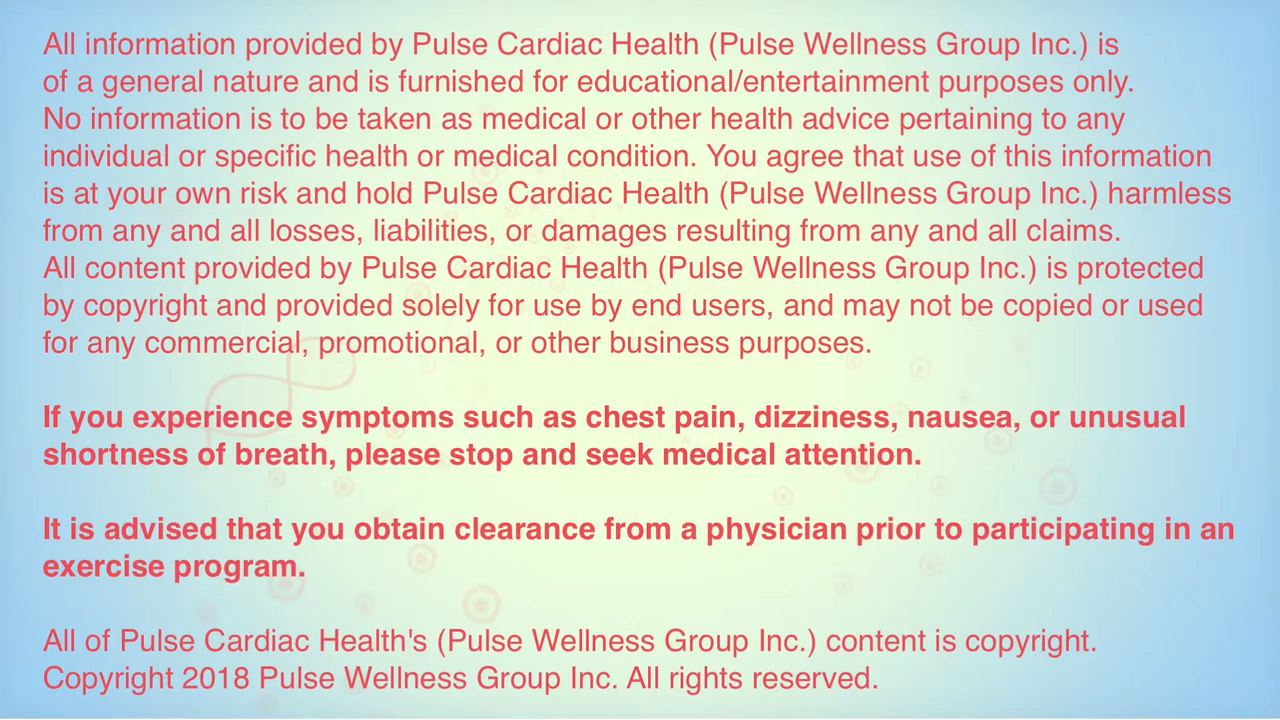 All information provided by Pulse Cardiac Health (Pulse Wellness Group Inc.) is
of a general nature and is furnished for educational/entertainment purposes only.
No information is to be taken as medical or other health advice pertaining to any
individual or specific health or medical condition. You agree that use of this information
is at your own risk and hold Pulse Cardiac Health (Pulse Wellness Group Inc.) harmless
from any and all losses, liabilities, or damages resulting from any and all claims.
All content provided by Pulse Cardiac Health (Pulse Wellness Group Inc.) is protected
by copyright and provided solely for use by end users, and may not be copied or used
for any commercial, promotional, or other business purposes.
If you experience symptoms such as chest pain, dizziness, nausea, or unusual
shortness of breath, please stop and seek medical attention.
It is advised that you obtain clearance from a physician prior to participating in an
exercise program.
All of Pulse Cardiac Health's (Pulse Wellness Group Inc.) content is copyright.
Copyright 2018 Pulse Wellness Group Inc. All rights reserved.